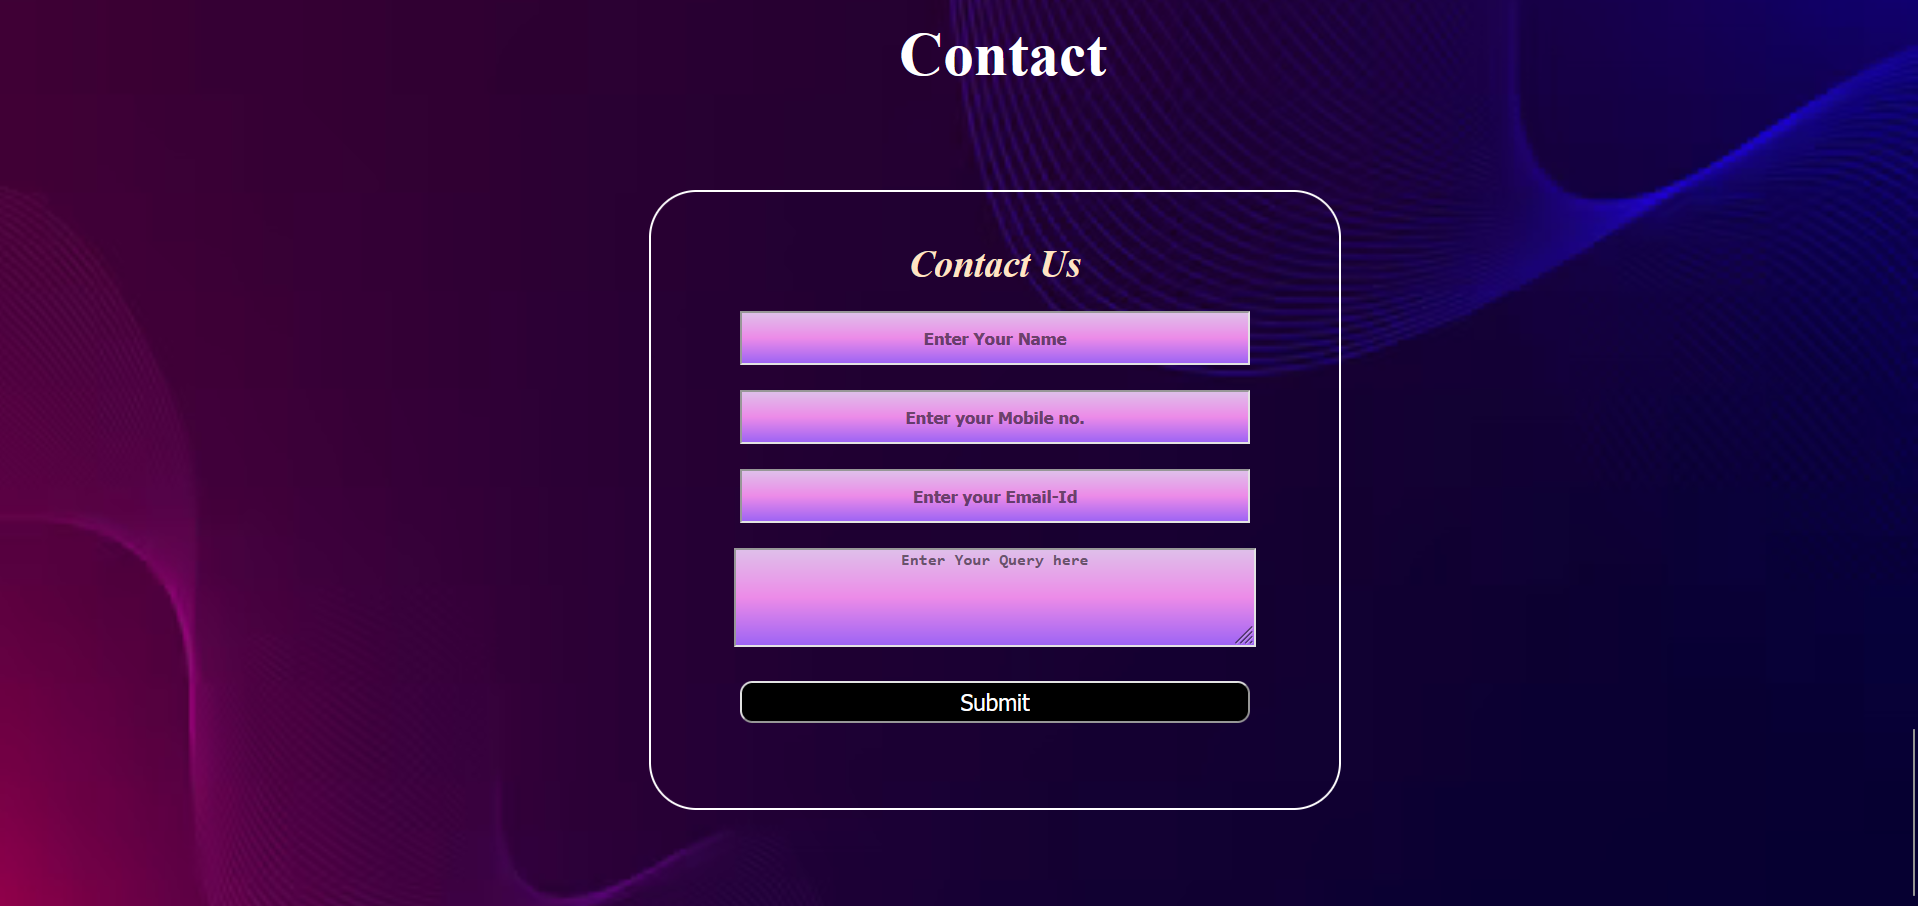 Contact
Contact Us
Enter Your Name
Enter your Mobile no.
Enter your Email-Id
Enter Your Query here
Submit